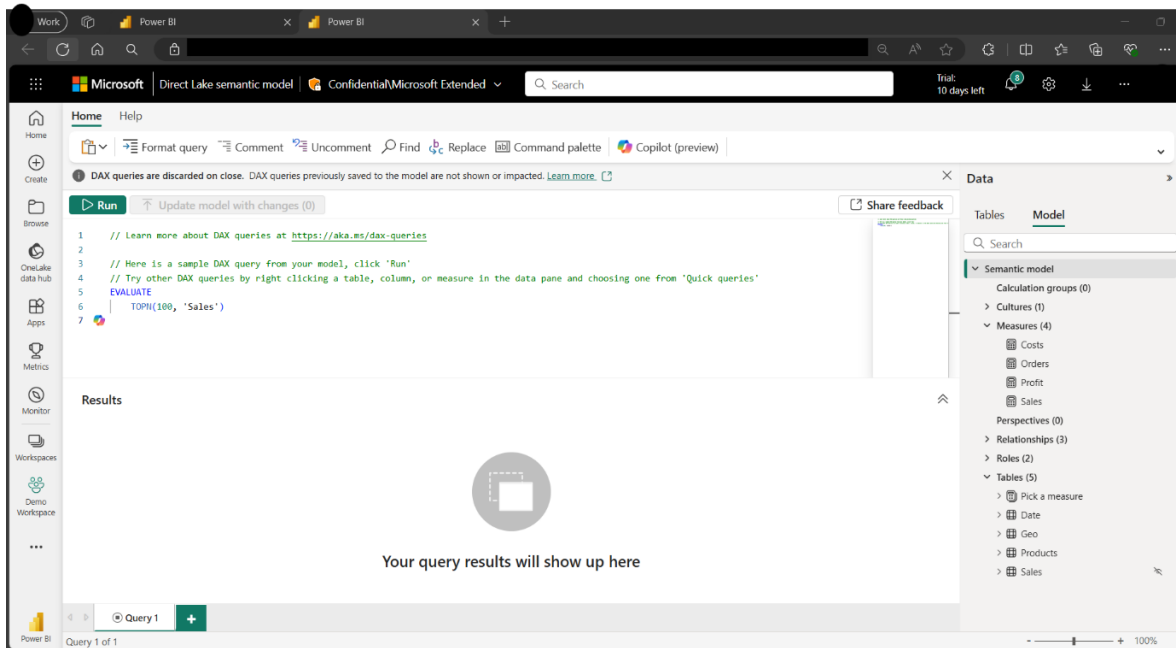 Work
Power BI
Power BI
Microsoft
Direct Lake semantic model
Confidential\Microsoft Extended
Search
Trial:
10 days left
8
Home
Create
Browse
OneLake
data hub
Apps
Metrics
Monitor
Workspaces
Demo
Workspace
Power BI
Home Help
Format query Comment Uncomment Find Replace Command palette Copilot (preview)
DAX queries are discarded on close. DAX queries previously saved to the model are not shown or impacted. Learn more
Run Update model with changes (0) Share feedback
1 // Learn more about DAX queries at https://aka.ms/dax-queries
2
3 // Here is a sample DAX query from your model, click 'Run'
4 // Try other DAX queries by right clicking a table, column, or measure in the data pane and choosing one from 'Quick queries'
5 EVALUATE
6 TOPN(100, 'Sales')
7
Results
Your query results will show up here
Query 1
Query 1 of 1
Data
Tables Model
Search
Semantic model
Calculation groups (0)
Cultures (1)
Measures (4)
Costs
Orders
Profit
Sales
Perspectives (0)
Relationships (3)
Roles (2)
Tables (5)
Pick a measure
Date
Geo
Products
Sales
- + 100%